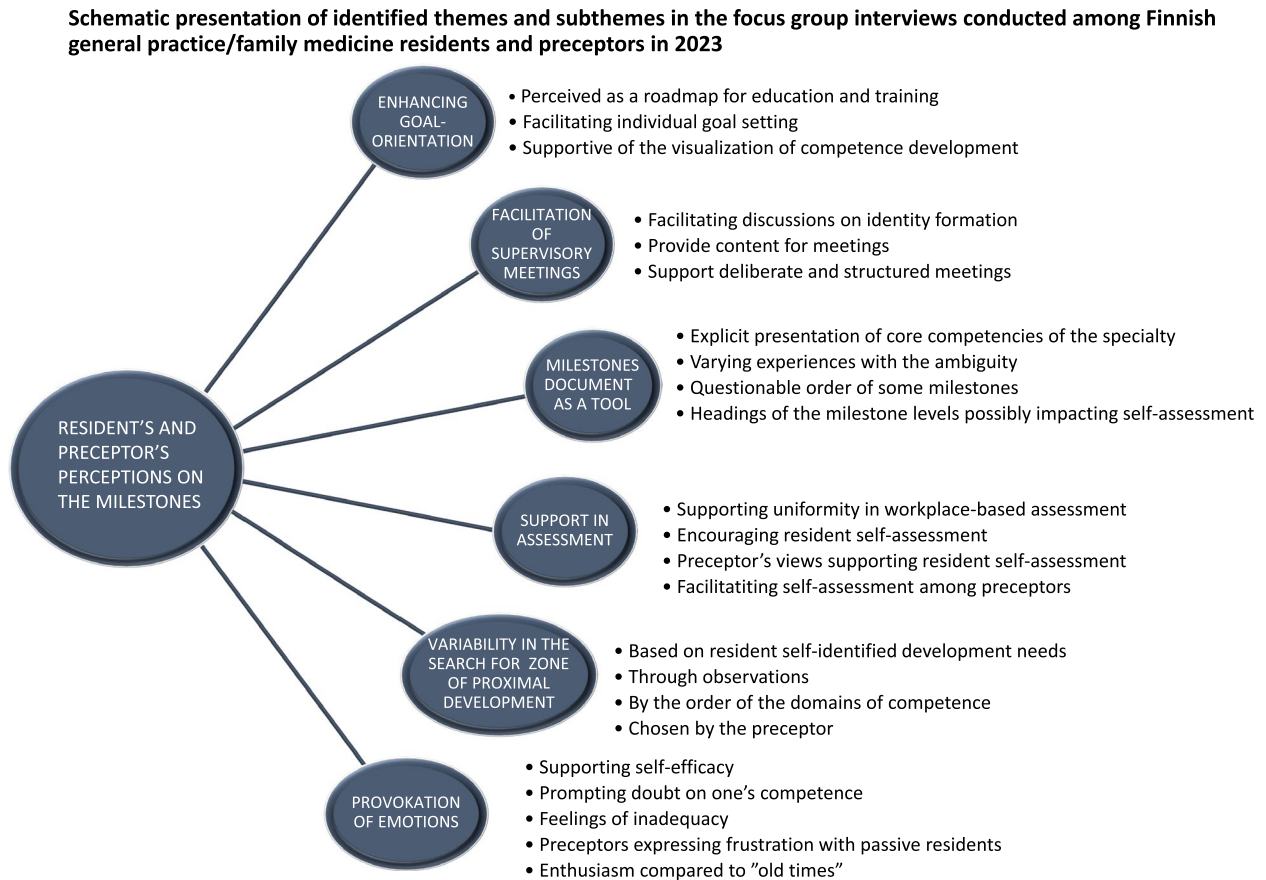 Schematic presentation of identified themes and subthemes in the focus group interviews conducted among Finnish
general practice/family medicine residents and preceptors in 2023
ENHANCING
GOAL-
ORIENTATION
• Perceived as a roadmap for education and training
• Facilitating individual goal setting
• Supportive of the visualization of competence development
FACILITATION
OF
SUPERVISORY
MEETINGS
• Facilitating discussions on identity formation
• Provide content for meetings
• Support deliberate and structured meetings
MILESTONES
DOCUMENT
AS A TOOL
• Explicit presentation of core competencies of the specialty
• Varying experiences with the ambiguity
• Questionable order of some milestones
• Headings of the milestone levels possibly impacting self-assessment
RESIDENT’S AND
PRECEPTOR’S
PERCEPTIONS ON
THE MILESTONES
SUPPORT IN
ASSESSMENT
• Supporting uniformity in workplace-based assessment
• Encouraging resident self-assessment
• Preceptor’s views supporting resident self-assessment
• Facilitatiting self-assessment among preceptors
VARIABILITY IN THE
SEARCH FOR ZONE
OF PROXIMAL
DEVELOPMENT
• Based on resident self-identified development needs
• Through observations
• By the order of the domains of competence
• Chosen by the preceptor
PROVOKATION
OF EMOTIONS
• Supporting self-efficacy
• Prompting doubt on one’s competence
• Feelings of inadequacy
• Preceptors expressing frustration with passive residents
• Enthusiasm compared to ”old times”